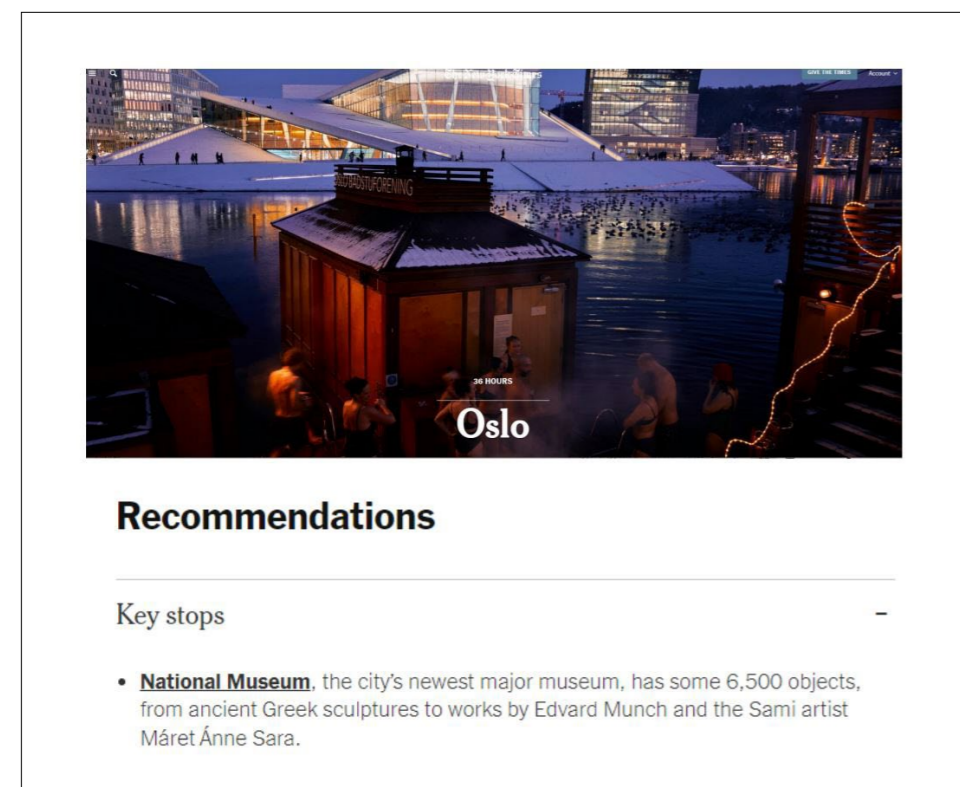 GIVE THE TIMES
Account
OSLO BADSTUFORENING
36 HOURS
Oslo
Recommendations
Key stops
• National Museum, the city’s newest major museum, has some 6,500 objects,
from ancient Greek sculptures to works by Edvard Munch and the Sami artist
Máret Ánne Sara.